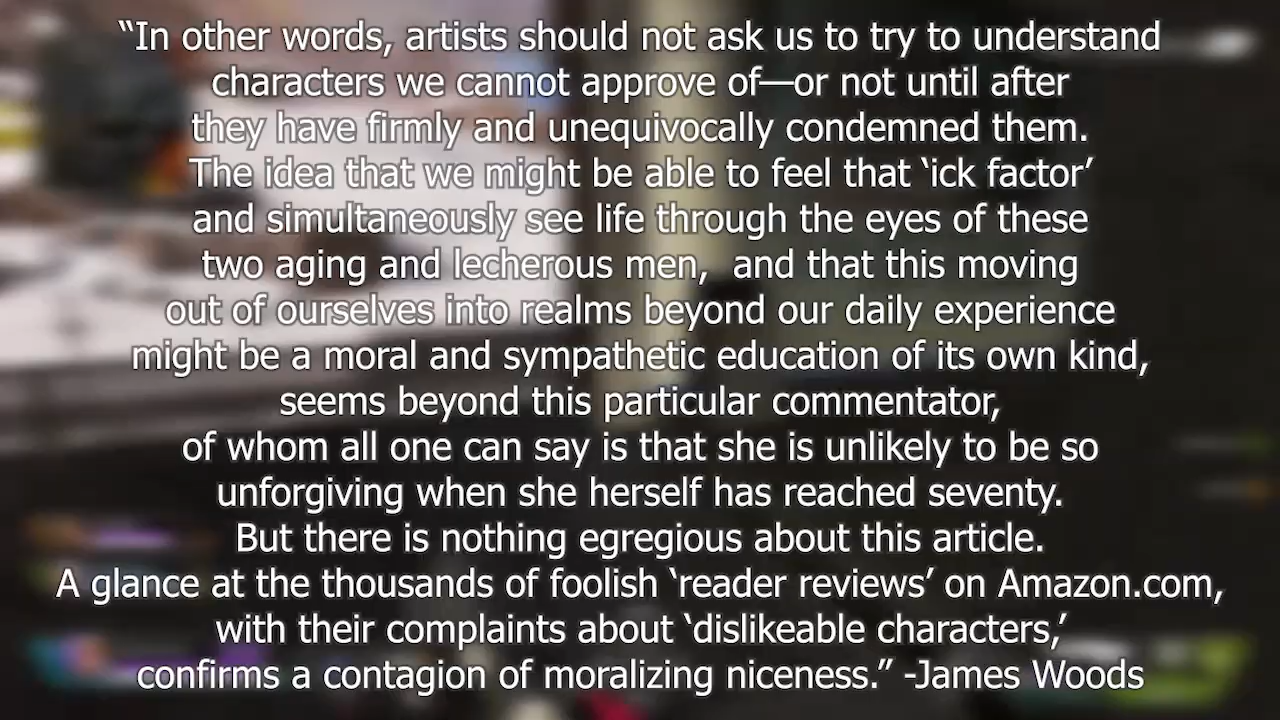 “In other words, artists should not ask us to try to understand
characters we cannot approve of—or not until after
they have firmly and unequivocally condemned them.
The idea that we might be able to feel that ‘ick factor’
and simultaneously see life through the eyes of these
two aging and lecherous men,  and that this moving
out of ourselves into realms beyond our daily experience
might be a moral and sympathetic education of its own kind,
seems beyond this particular commentator,
of whom all one can say is that she is unlikely to be so
unforgiving when she herself has reached seventy.
But there is nothing egregious about this article.
A glance at the thousands of foolish ‘reader reviews’ on Amazon.com,
with their complaints about ‘dislikeable characters,’
confirms a contagion of moralizing niceness.” -James Woods